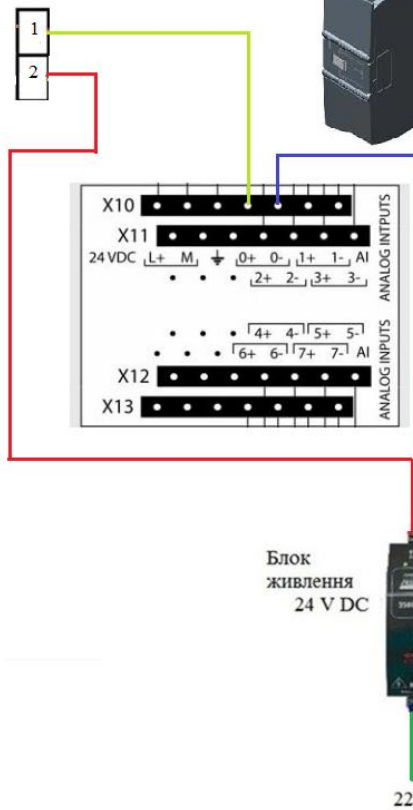 1
2
X10
X11
24 VDC L+ M 0+ 0- 1+ 1- AI
2+ 2- 3+ 3-
ANALOG INTPUTS
4+ 4- 5+ 5-
6+ 6- 7+ 7- AI
X12
X13
ANALOG INPUTS
Блок
живлення
24 V DC
22